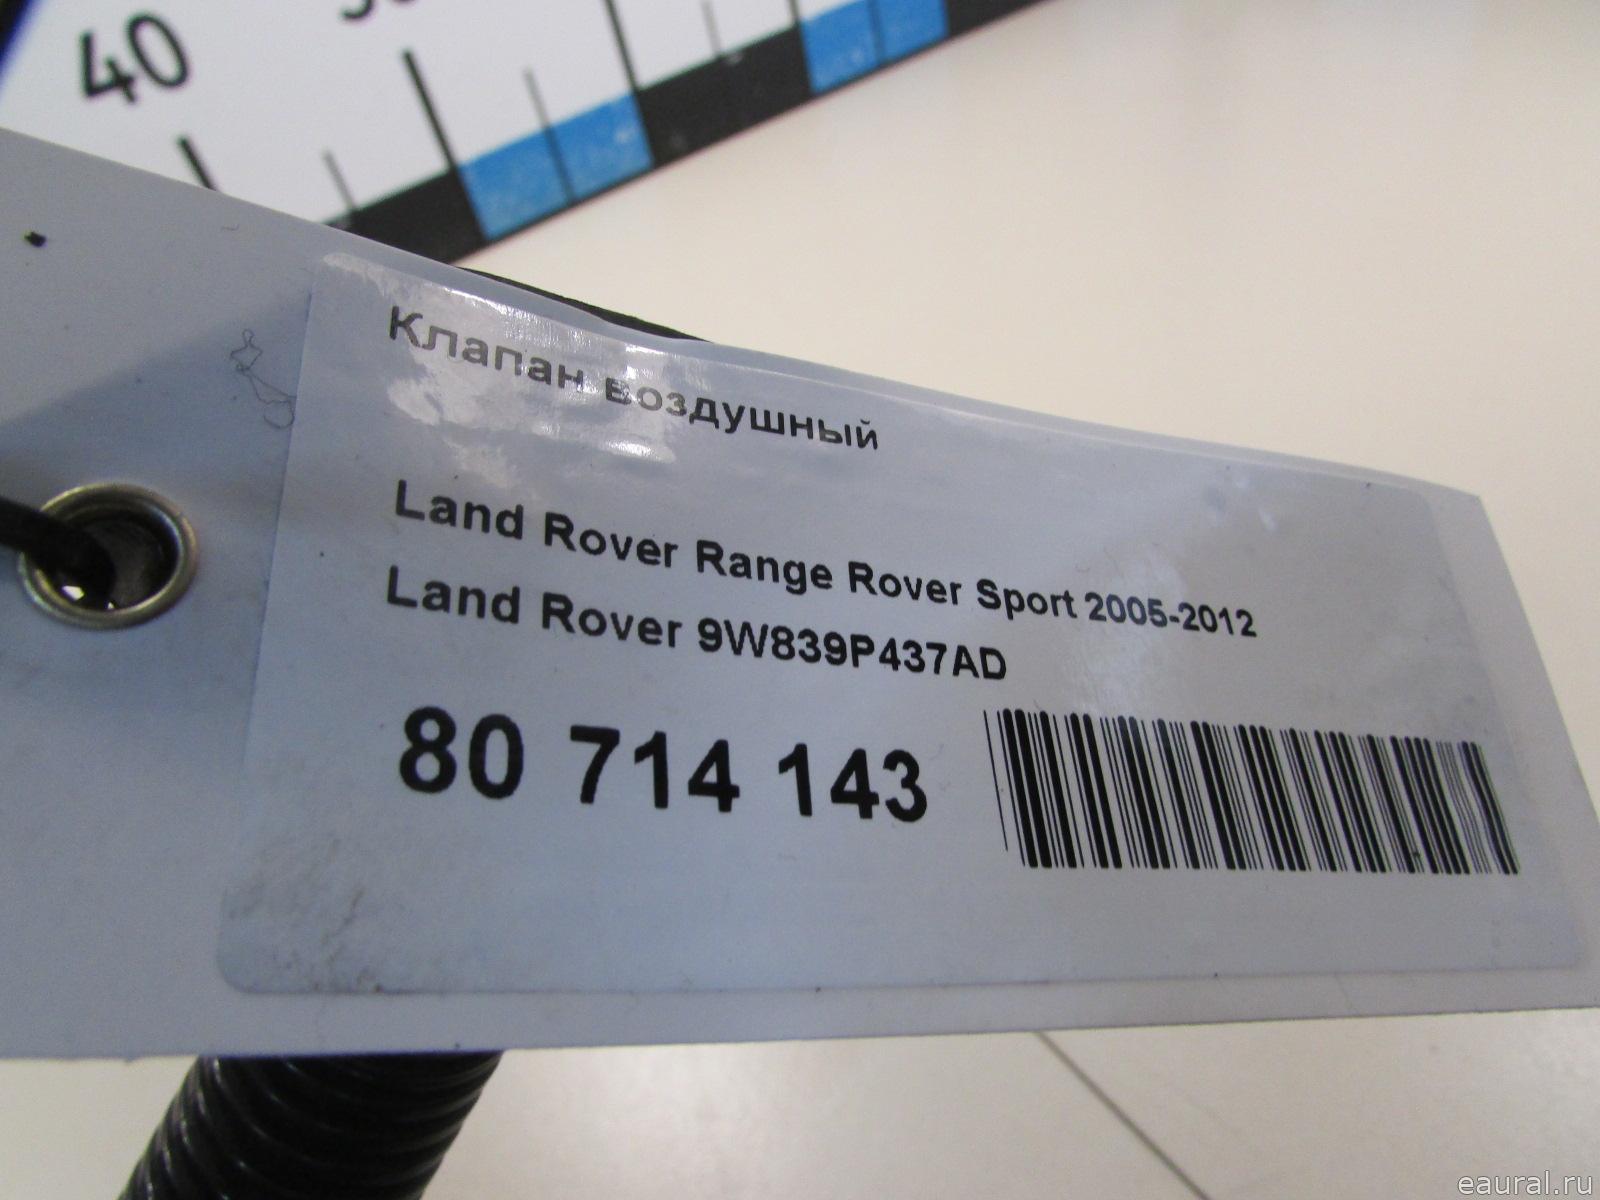 40
Клапан воздушный
Land Rover Range Rover Sport 2005-2012
Land Rover 9W839P437AD
80 714 143
eaural.ru